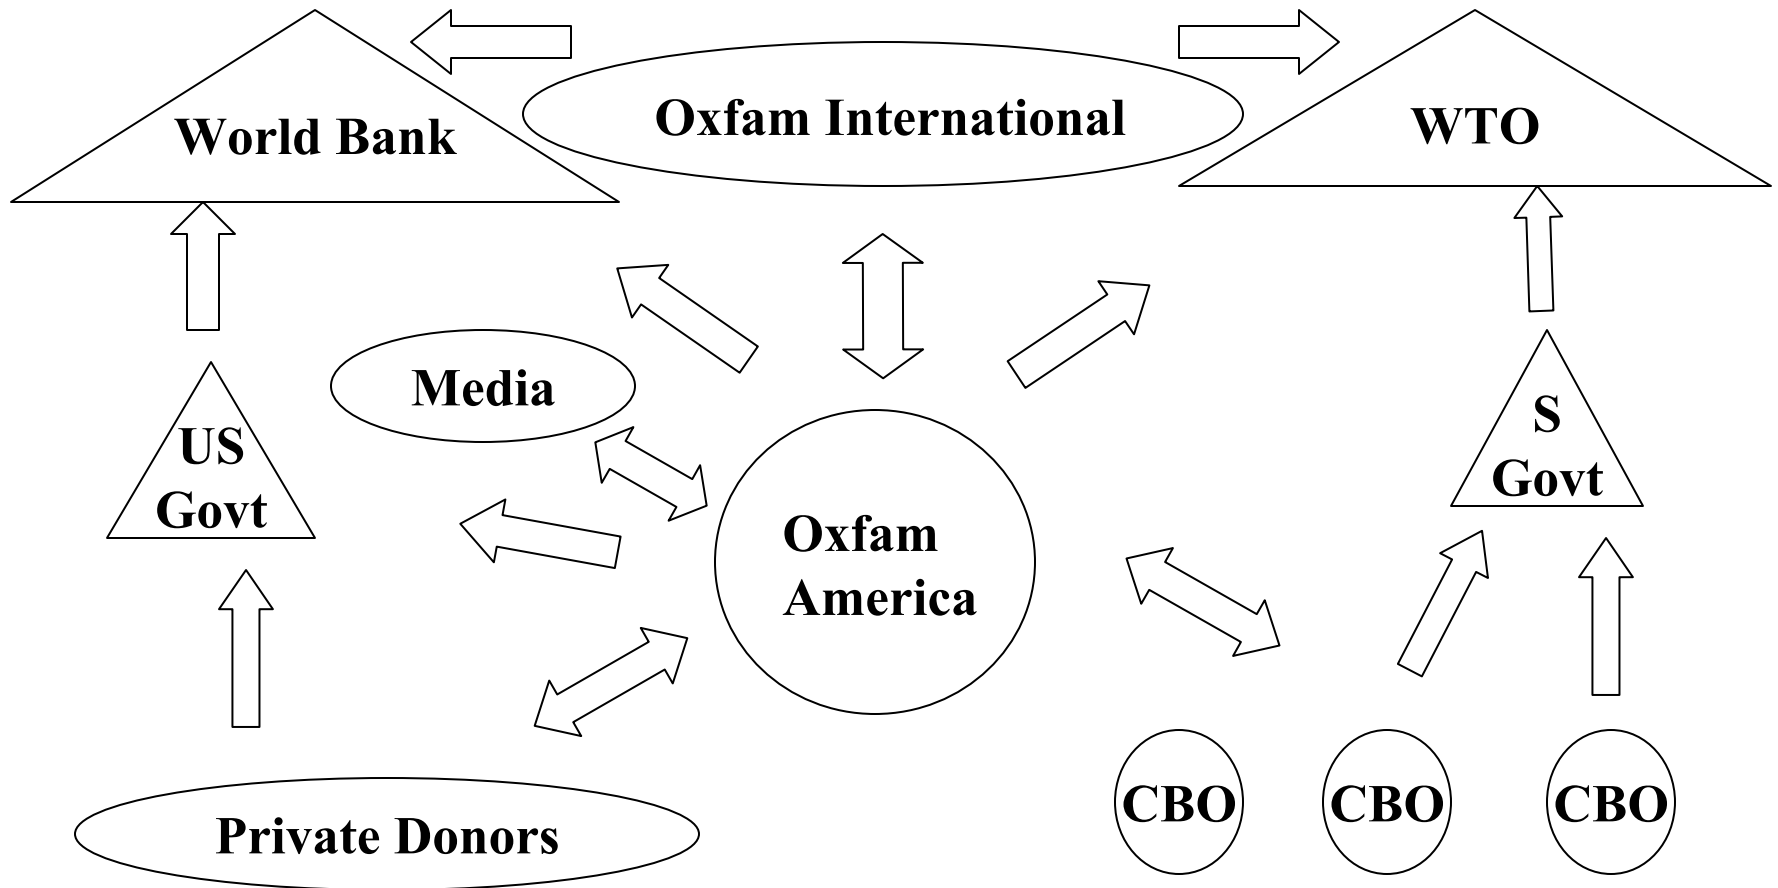 World Bank
Oxfam International
WTO
Media
US
Govt
S
Govt
Oxfam
America
CBO
CBO
CBO
Private Donors